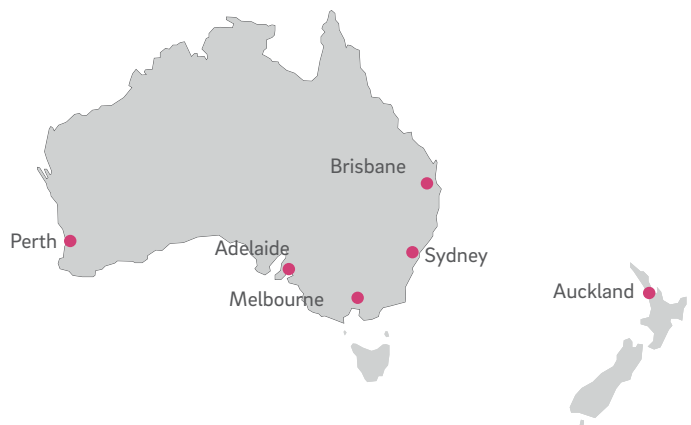 Brisbane
Perth
Adelaide
Sydney
Melbourne
Auckland